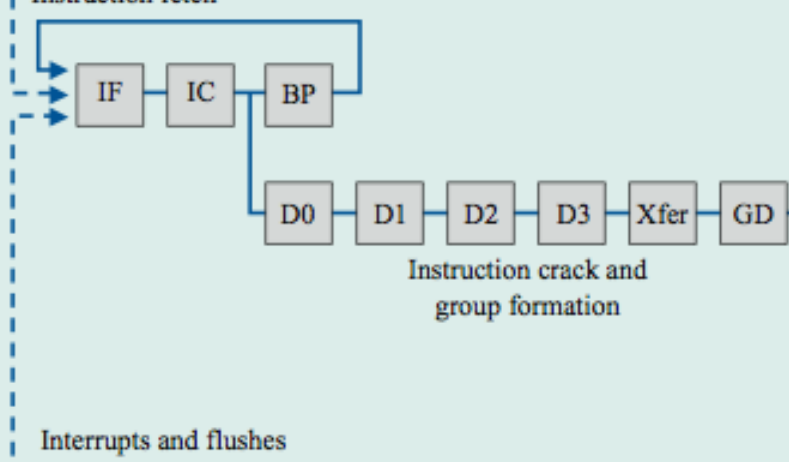 IF IC BP
D0 D1 D2 D3 Xfer GD
Instruction crack and
group formation
Interrupts and flushes